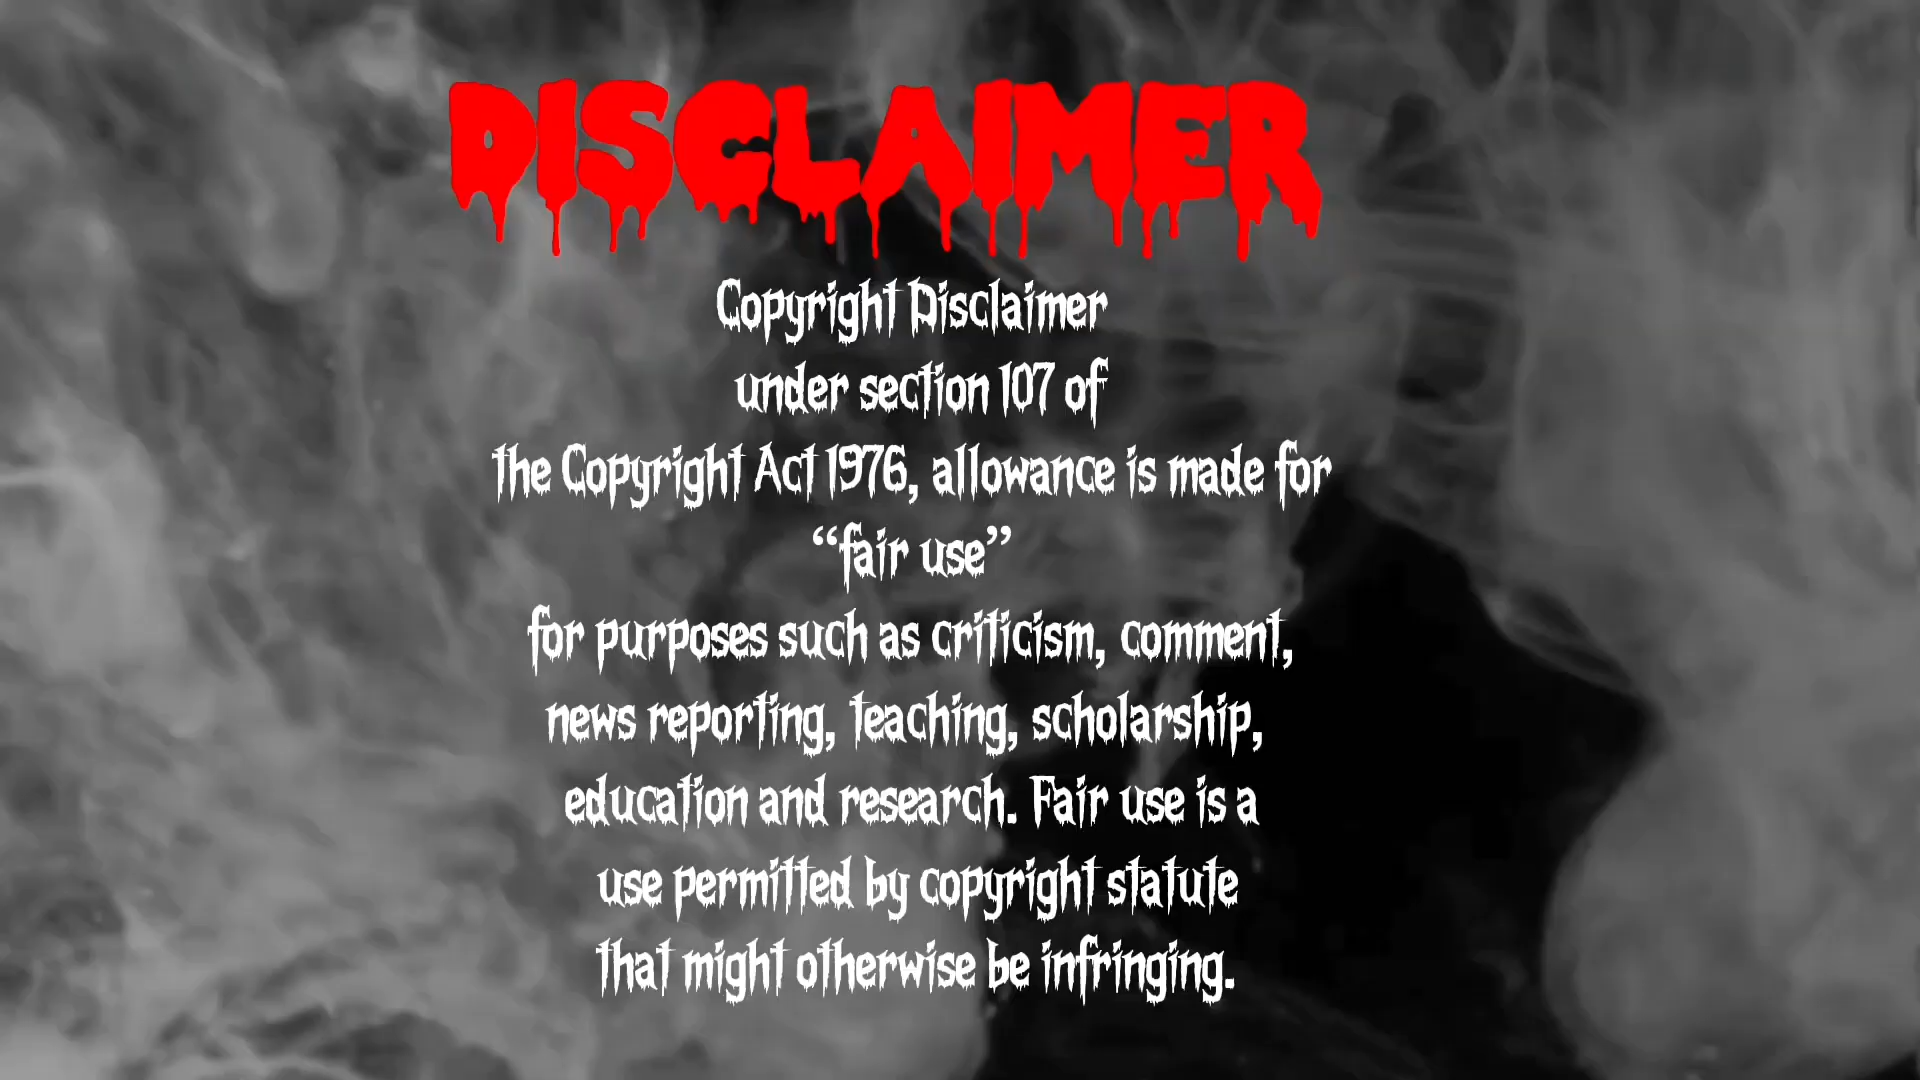 DISCLAIMER
Copyright Disclaimer
under section 107 of
the Copyright Act 1976, allowance is made for
“fair use”
for purposes such as criticism, comment,
news reporting, teaching, scholarship,
education and research. Fair use is a
use permitted by copyright statute
that might otherwise be infringing.